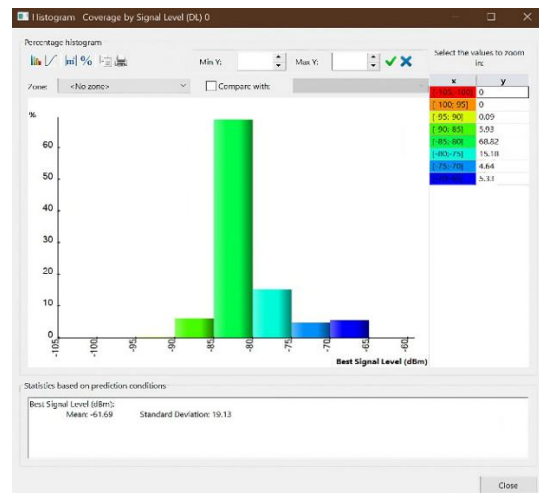 Histogram Coverage by Signal Level (DL) 0
Percentage histogram
Min Y:
Max Y:
Select the values to zoom in:
Zone:
<No zone>
Compare with:
x y
[-105;-100] 0
[-100;-95] 0
[-95;-90] 0.09
[-90;-85] 5.93
[-85;-80] 68.82
[-80;-75] 15.18
[-75;-70] 4.64
5.33
%
60
50
40
30
20
10
0
-105 -100 -95 -90 -85 -80 -75 -70 -65 -60
Best Signal Level (dBm)
Statistics based on prediction conditions
Best Signal Level (dBm):
Mean: -61.69 Standard Deviation: 19.13
Close